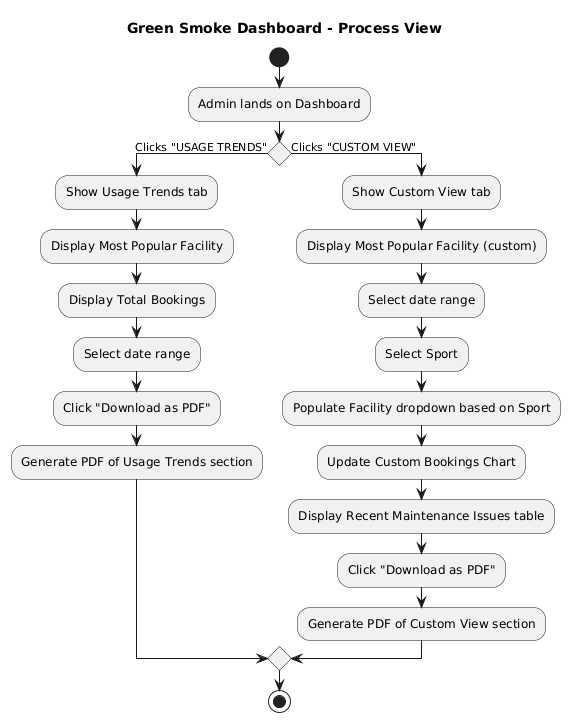 Green Smoke Dashboard - Process View
Admin lands on Dashboard
Clicks "USAGE TRENDS"
Clicks "CUSTOM VIEW"
Show Usage Trends tab
Display Most Popular Facility
Display Total Bookings
Select date range
Click "Download as PDF"
Generate PDF of Usage Trends section
Show Custom View tab
Display Most Popular Facility (custom)
Select date range
Select Sport
Populate Facility dropdown based on Sport
Update Custom Bookings Chart
Display Recent Maintenance Issues table
Click "Download as PDF"
Generate PDF of Custom View section